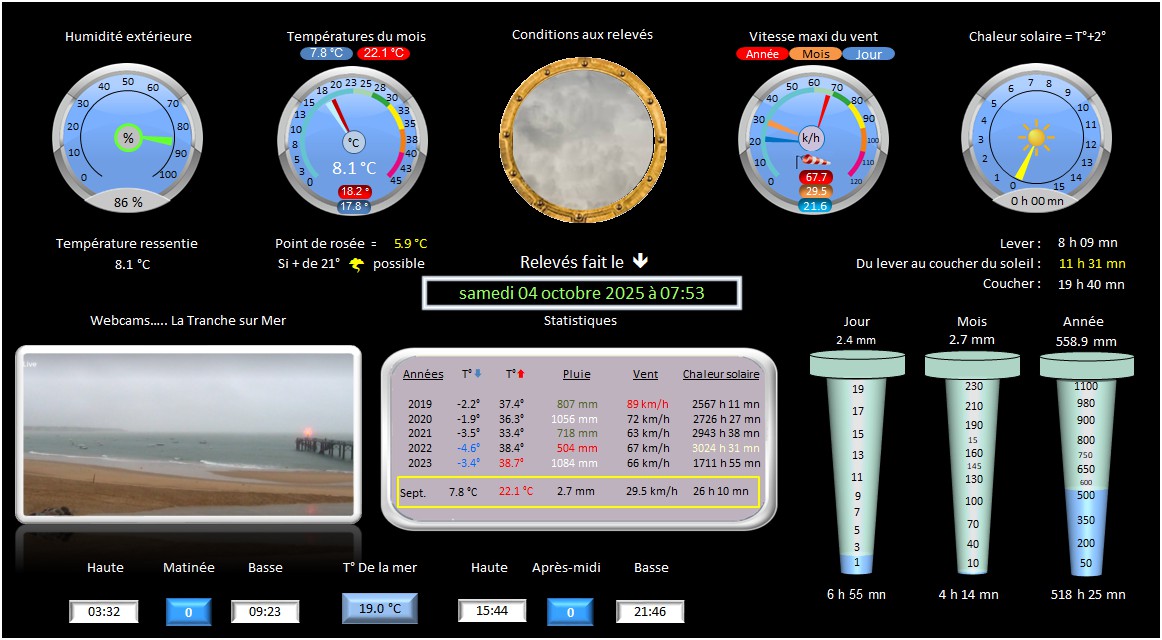 Humidité extérieure
40 50 60
30 70
20 80
10 90
0 100
%
86 %
Températures du mois
7.8 °C 22.1 °C
18 20 23 25 28
15 30
13 33
10 35
8 38
5 40
3 43
0 45
°C
8.1 °C
18.2 °
17.8 °
Conditions aux relevés
Vitesse maxi du vent
Année Mois Jour
50 60 70
40 80
30 90
20 100
10 110
0 120
k/h
67.7
29.5
21.6
Chaleur solaire = T°+2°
6 7 8 9
5 10
4 11
3 12
2 13
1 14
0 15
0 h 00 mn
Température ressentie
8.1 °C
Point de rosée = 5.9 °C
Si + de 21° possible
Relevés fait le
samedi 04 octobre 2025 à 07:53
Lever : 8 h 09 mn
Du lever au coucher du soleil : 11 h 31 mn
Coucher : 19 h 40 mn
Webcams….. La Tranche sur Mer
Live
Statistiques
Années T° T° Pluie Vent Chaleur solaire
2019 -2.2° 37.4° 807 mm 89 km/h 2567 h 11 mn
2020 -1.9° 36.3° 1056 mm 72 km/h 2726 h 27 mn
2021 -3.5° 33.4° 718 mm 63 km/h 2943 h 38 mn
2022 -4.6° 38.4° 504 mm 67 km/h 3024 h 31 mn
2023 -3.4° 38.7° 1084 mm 66 km/h 1711 h 55 mn
Sept. 7.8 °C 22.1 °C 2.7 mm 29.5 km/h 26 h 10 mn
Jour
2.4 mm
19
17
15
13
11
9
7
5
3
1
6 h 55 mn
Mois
2.7 mm
230
210
190
15
160
145
130
100
70
40
10
4 h 14 mn
Année
558.9 mm
1100
980
900
800
750
650
600
500
350
200
50
518 h 25 mn
Haute Matinée Basse
03:32 0 09:23
T° De la mer
19.0 °C
Haute Après-midi Basse
15:44 0 21:46